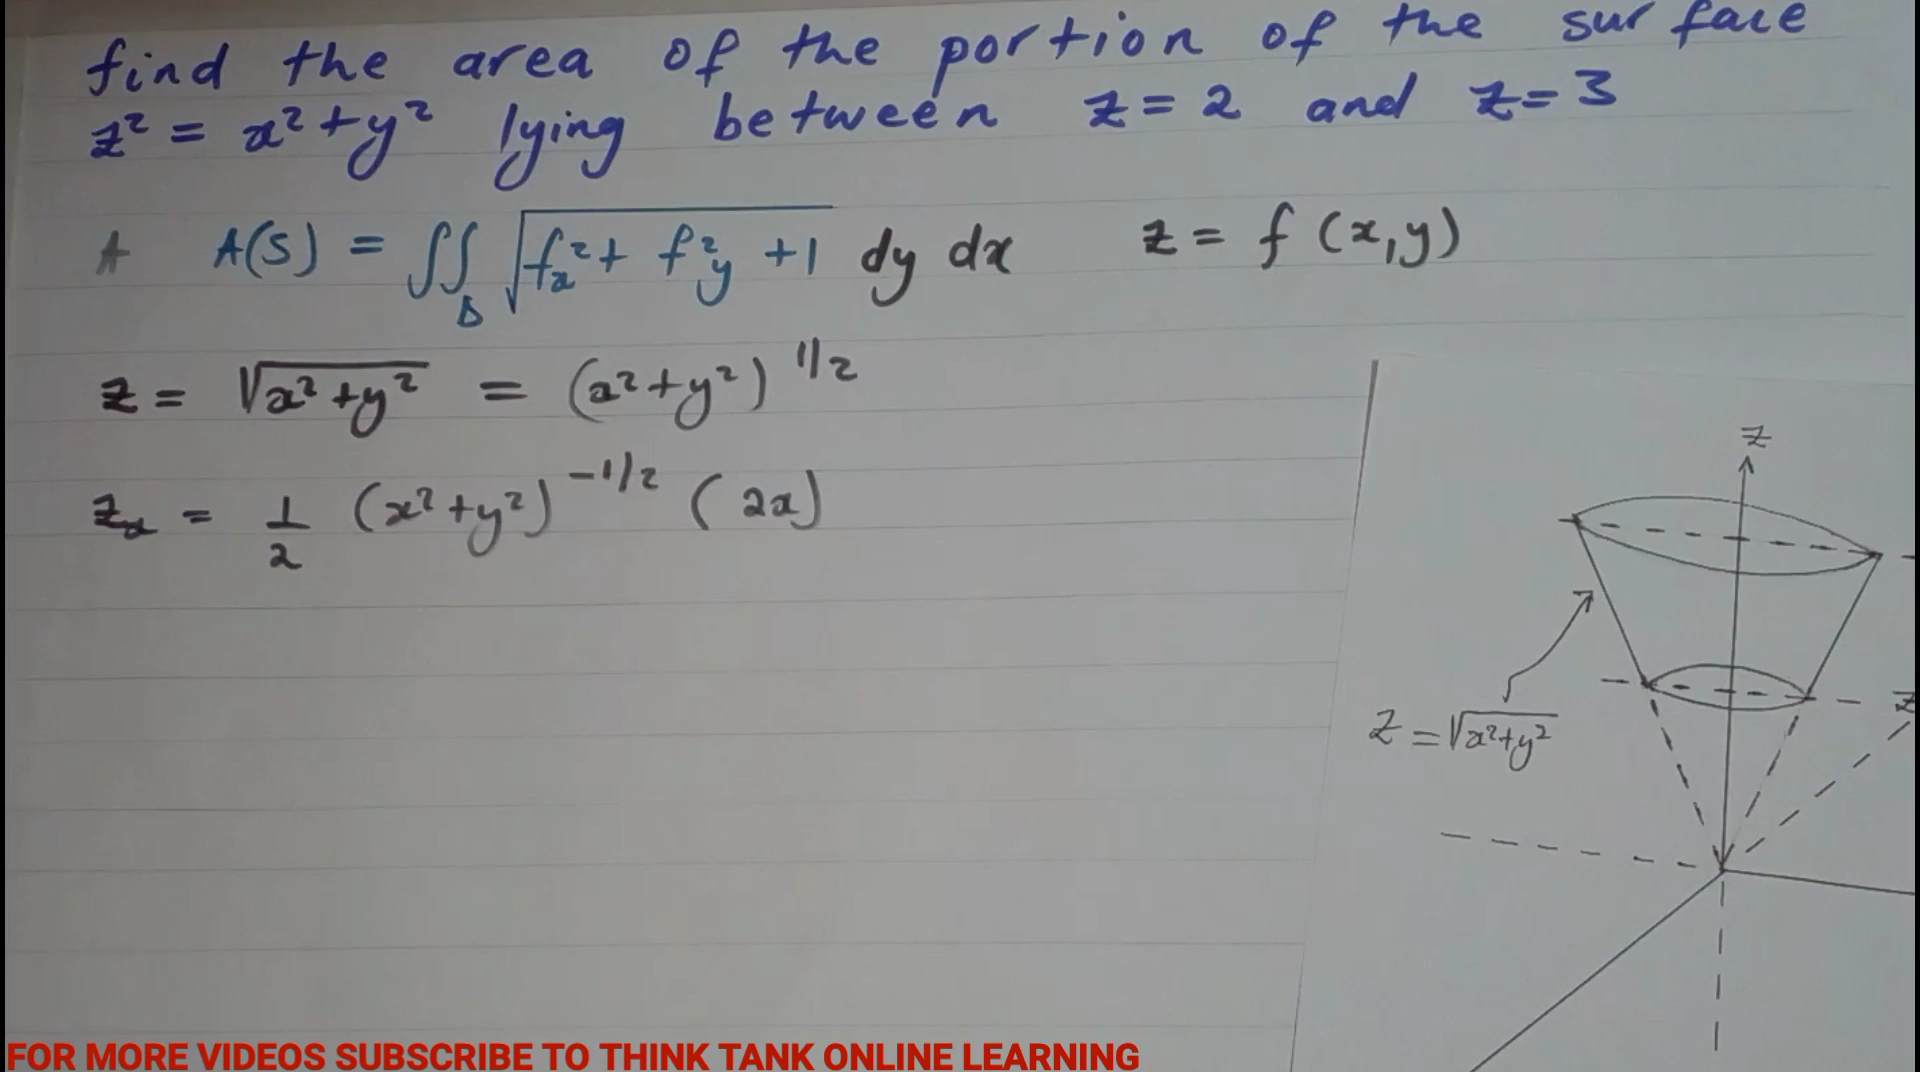 find the area of the portion of the surface
z² = x² + y² lying between z = 2 and z = 3
A A(S) = ∬_D √(f_x² + f²_y + 1) dy dx z = f (x, y)
z = √(x² + y²) = (x² + y²)^1/2
z_x = 1/2 (x² + y²)^-1/2 (2x)
z
z = √(x² + y²)
z
FOR MORE VIDEOS SUBSCRIBE TO THINK TANK ONLINE LEARNING